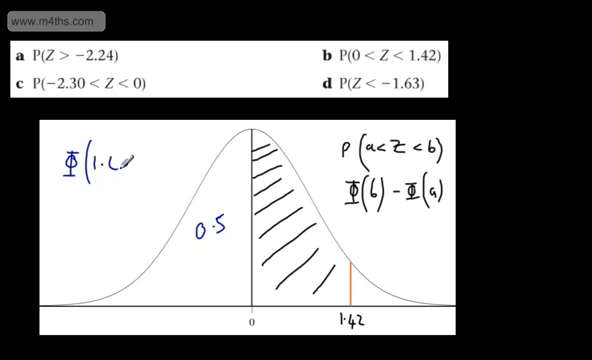 www.m4ths.com
a P(Z > −2.24)
b P(0 < Z < 1.42)
c P(−2.30 < Z < 0)
d P(Z < −1.63)
P(a < Z < b)
Φ(b) − Φ(a)
Φ(1.4
0.5
0
1.42